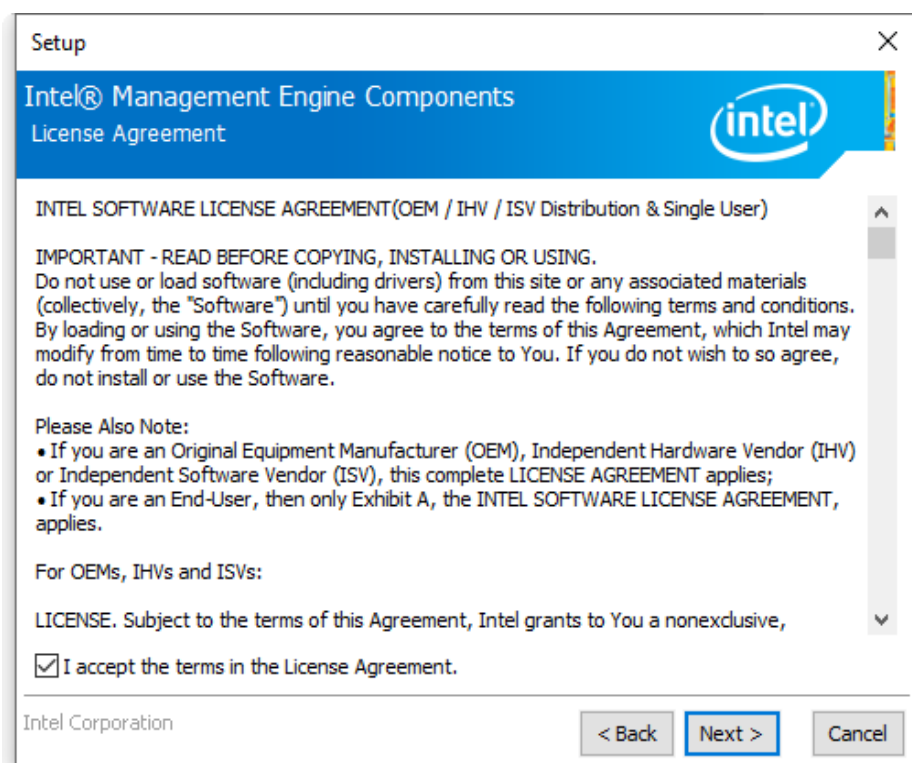 Setup
Intel® Management Engine Components
License Agreement
intel
INTEL SOFTWARE LICENSE AGREEMENT(OEM / IHV / ISV Distribution & Single User)
IMPORTANT - READ BEFORE COPYING, INSTALLING OR USING.
Do not use or load software (including drivers) from this site or any associated materials
(collectively, the "Software") until you have carefully read the following terms and conditions.
By loading or using the Software, you agree to the terms of this Agreement, which Intel may
modify from time to time following reasonable notice to You. If you do not wish to so agree,
do not install or use the Software.
Please Also Note:
• If you are an Original Equipment Manufacturer (OEM), Independent Hardware Vendor (IHV)
or Independent Software Vendor (ISV), this complete LICENSE AGREEMENT applies;
• If you are an End-User, then only Exhibit A, the INTEL SOFTWARE LICENSE AGREEMENT,
applies.
For OEMs, IHVs and ISVs:
LICENSE. Subject to the terms of this Agreement, Intel grants to You a nonexclusive,
I accept the terms in the License Agreement.
Intel Corporation
< Back Next > Cancel